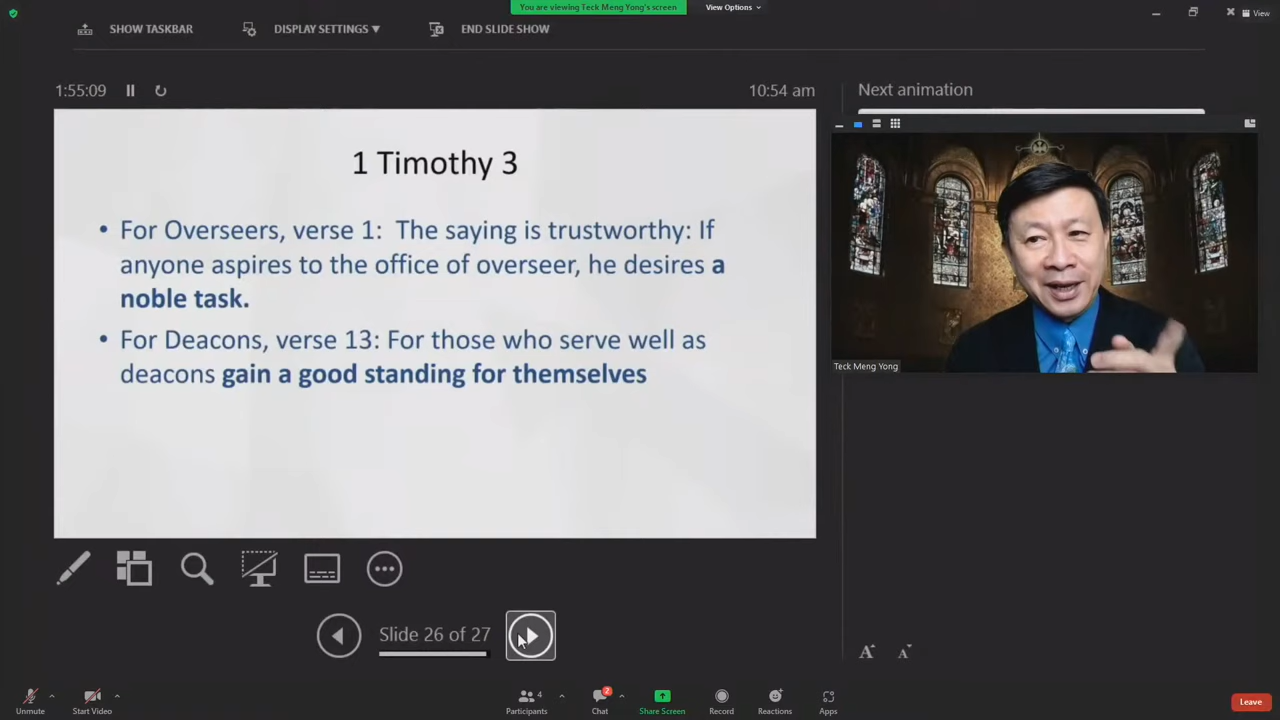 You are viewing Teck Meng Yong's screen
View Options
View
SHOW TASKBAR
DISPLAY SETTINGS ▼
END SLIDE SHOW
1:55:09
10:54 am
Next animation
1 Timothy 3
• For Overseers, verse 1: The saying is trustworthy: If
anyone aspires to the office of overseer, he desires a
noble task.
• For Deacons, verse 13: For those who serve well as
deacons gain a good standing for themselves
Teck Meng Yong
Slide 26 of 27
A A
Unmute
Start Video
4
Participants
2
Chat
Share Screen
Record
Reactions
Apps
Leave